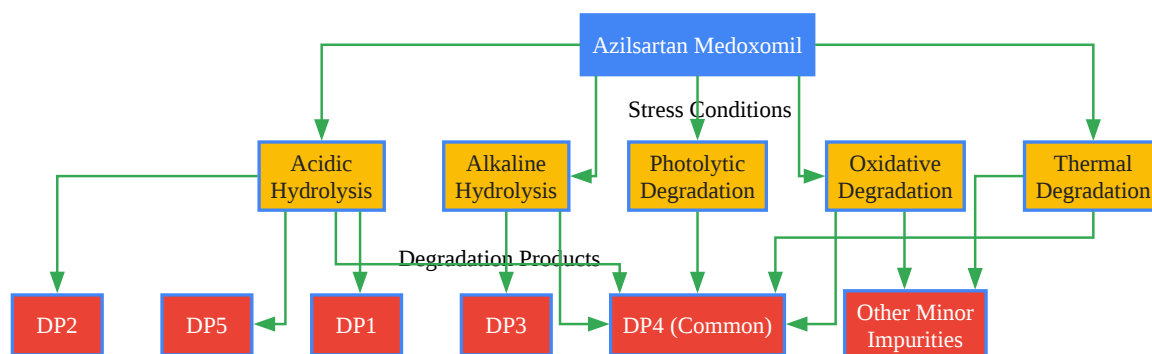 Azilsartan Medoxomil
Stress Conditions
Acidic
Hydrolysis
Alkaline
Hydrolysis
Photolytic
Degradation
Oxidative
Degradation
Thermal
Degradation
Degradation Products
DP2
DP5
DP1
DP3
DP4 (Common)
Other Minor
Impurities